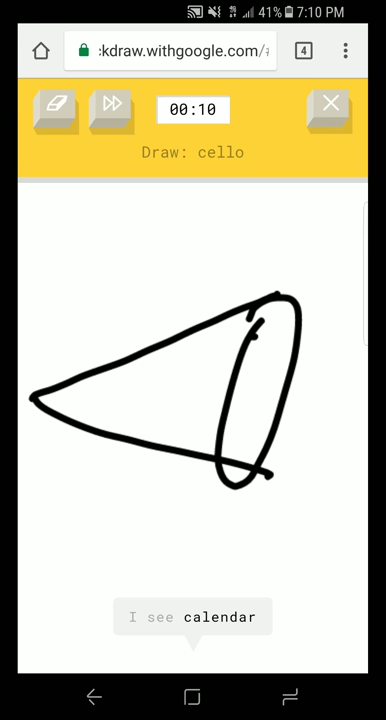 41% 7:10 PM
:kdraw.withgoogle.com/# 4
00:10
Draw: cello
I see calendar